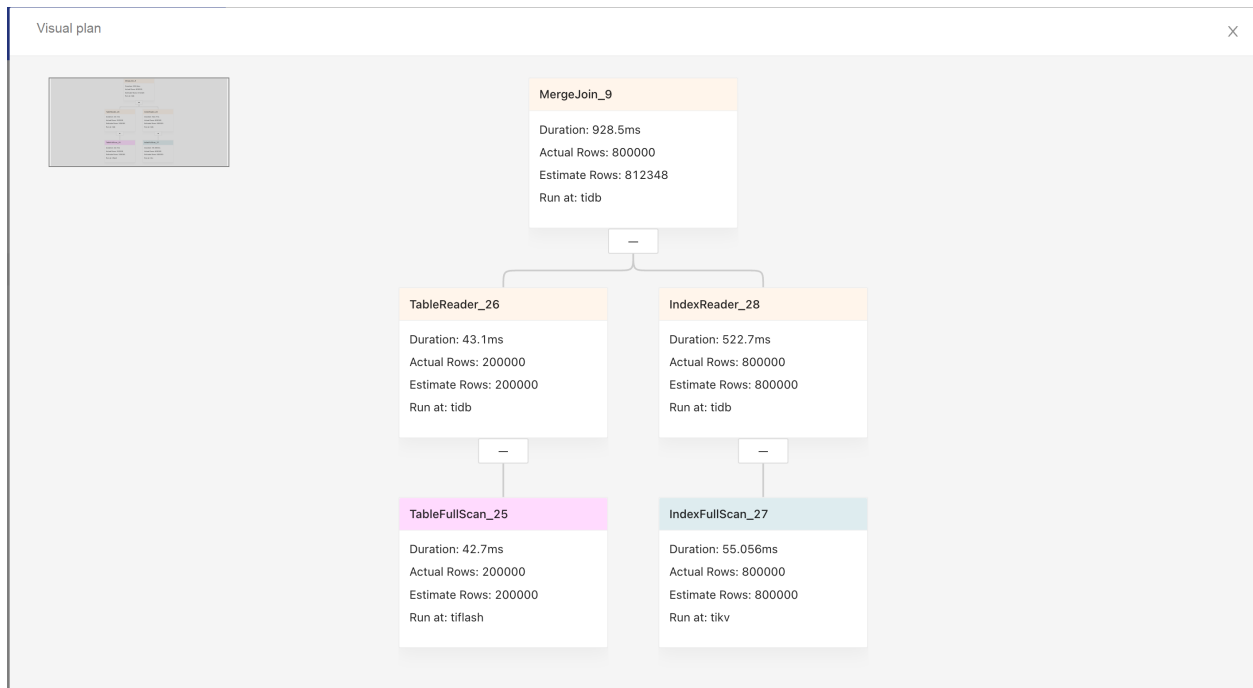 Visual plan
X
MergeJoin_9
Duration: 928.5ms
Actual Rows: 800000
Estimate Rows: 812348
Run at: tidb
—
TableReader_26
Duration: 43.1ms
Actual Rows: 200000
Estimate Rows: 200000
Run at: tidb
—
IndexReader_28
Duration: 522.7ms
Actual Rows: 800000
Estimate Rows: 800000
Run at: tidb
—
TableFullScan_25
Duration: 42.7ms
Actual Rows: 200000
Estimate Rows: 200000
Run at: tiflash
IndexFullScan_27
Duration: 55.056ms
Actual Rows: 800000
Estimate Rows: 800000
Run at: tikv